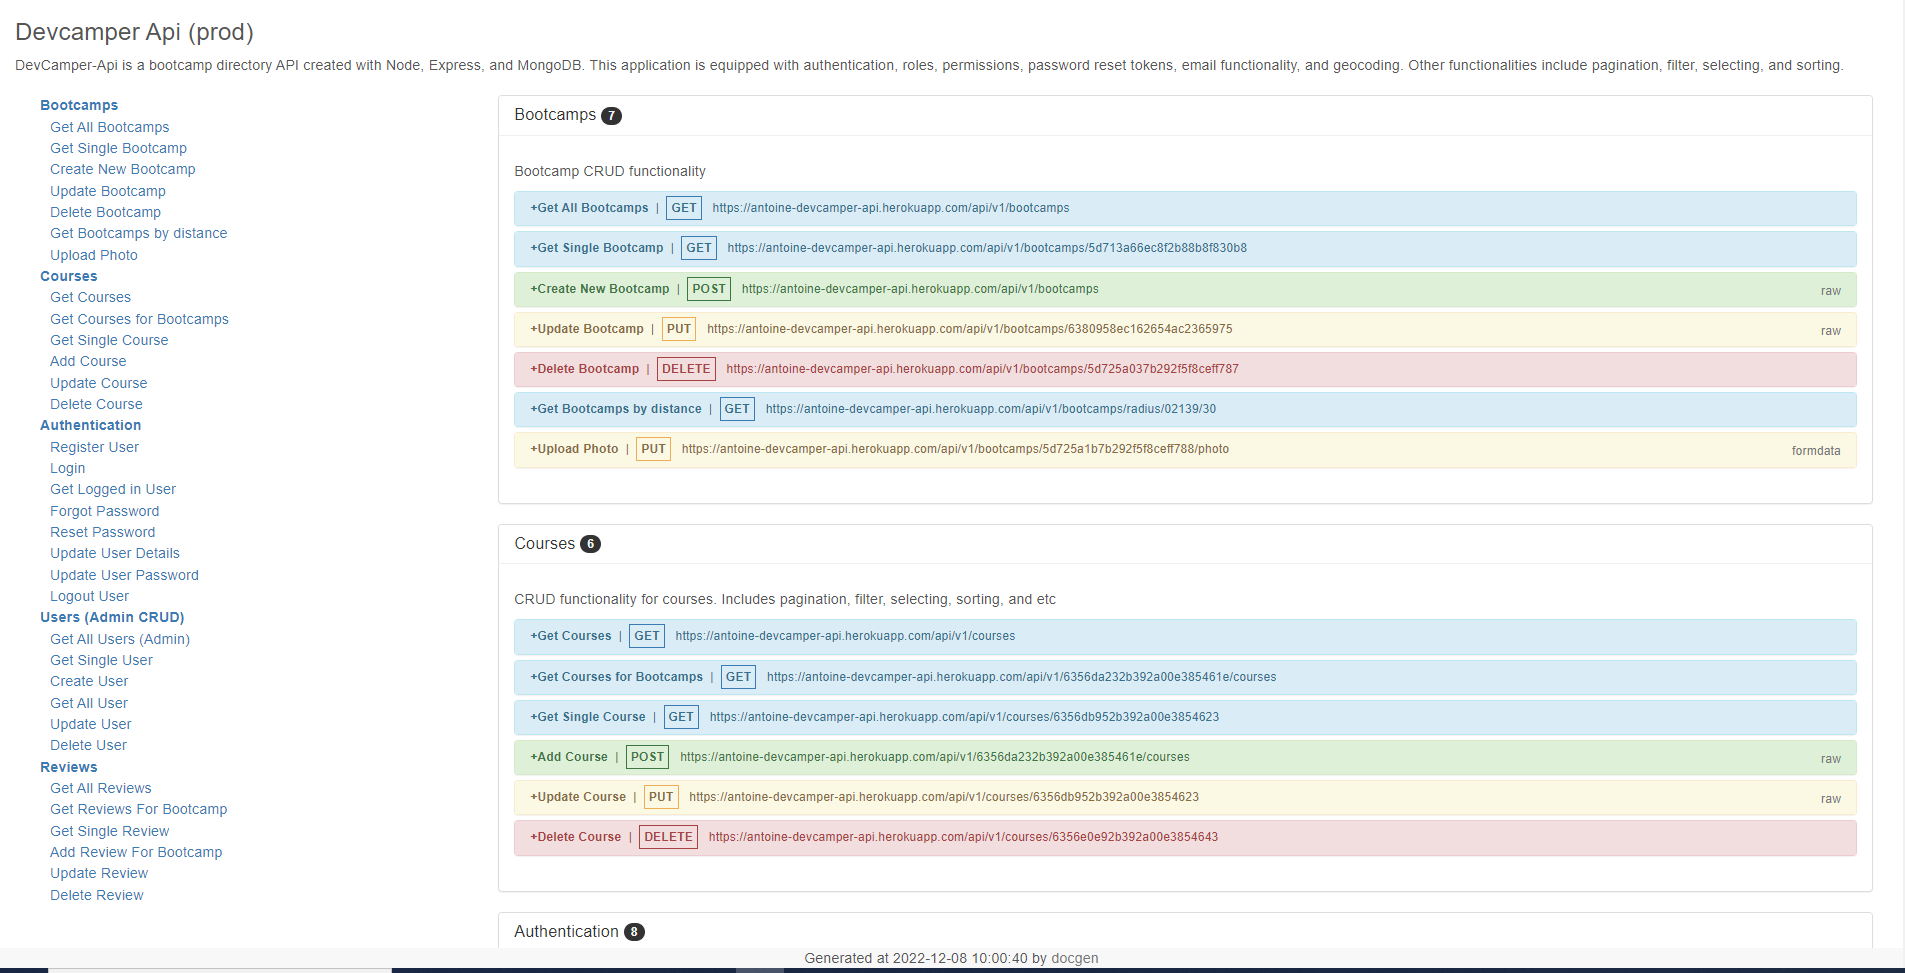 Devcamper Api (prod)
DevCamper-Api is a bootcamp directory API created with Node, Express, and MongoDB. This application is equipped with authentication, roles, permissions, password reset tokens, email functionality, and geocoding. Other functionalities include pagination, filter, selecting, and sorting.
Bootcamps
Get All Bootcamps
Get Single Bootcamp
Create New Bootcamp
Update Bootcamp
Delete Bootcamp
Get Bootcamps by distance
Upload Photo
Courses
Get Courses
Get Courses for Bootcamps
Get Single Course
Add Course
Update Course
Delete Course
Authentication
Register User
Login
Get Logged in User
Forgot Password
Reset Password
Update User Details
Update User Password
Logout User
Users (Admin CRUD)
Get All Users (Admin)
Get Single User
Create User
Get All User
Update User
Delete User
Reviews
Get All Reviews
Get Reviews For Bootcamp
Get Single Review
Add Review For Bootcamp
Update Review
Delete Review
Bootcamps 7
Bootcamp CRUD functionality
+Get All Bootcamps | GET https://antoine-devcamper-api.herokuapp.com/api/v1/bootcamps
+Get Single Bootcamp | GET https://antoine-devcamper-api.herokuapp.com/api/v1/bootcamps/5d713a66ec8f2b88b8f830b8
+Create New Bootcamp | POST https://antoine-devcamper-api.herokuapp.com/api/v1/bootcamps raw
+Update Bootcamp | PUT https://antoine-devcamper-api.herokuapp.com/api/v1/bootcamps/6380958ec162654ac2365975 raw
+Delete Bootcamp | DELETE https://antoine-devcamper-api.herokuapp.com/api/v1/bootcamps/5d725a037b292f5f8ceff787
+Get Bootcamps by distance | GET https://antoine-devcamper-api.herokuapp.com/api/v1/bootcamps/radius/02139/30
+Upload Photo | PUT https://antoine-devcamper-api.herokuapp.com/api/v1/bootcamps/5d725a1b7b292f5f8ceff788/photo formdata
Courses 6
CRUD functionality for courses. Includes pagination, filter, selecting, sorting, and etc
+Get Courses | GET https://antoine-devcamper-api.herokuapp.com/api/v1/courses
+Get Courses for Bootcamps | GET https://antoine-devcamper-api.herokuapp.com/api/v1/6356da232b392a00e385461e/courses
+Get Single Course | GET https://antoine-devcamper-api.herokuapp.com/api/v1/courses/6356db952b392a00e3854623
+Add Course | POST https://antoine-devcamper-api.herokuapp.com/api/v1/6356da232b392a00e385461e/courses raw
+Update Course | PUT https://antoine-devcamper-api.herokuapp.com/api/v1/courses/6356db952b392a00e3854623 raw
+Delete Course | DELETE https://antoine-devcamper-api.herokuapp.com/api/v1/courses/6356e0e92b392a00e3854643
Authentication 8
Generated at 2022-12-08 10:00:40 by docgen